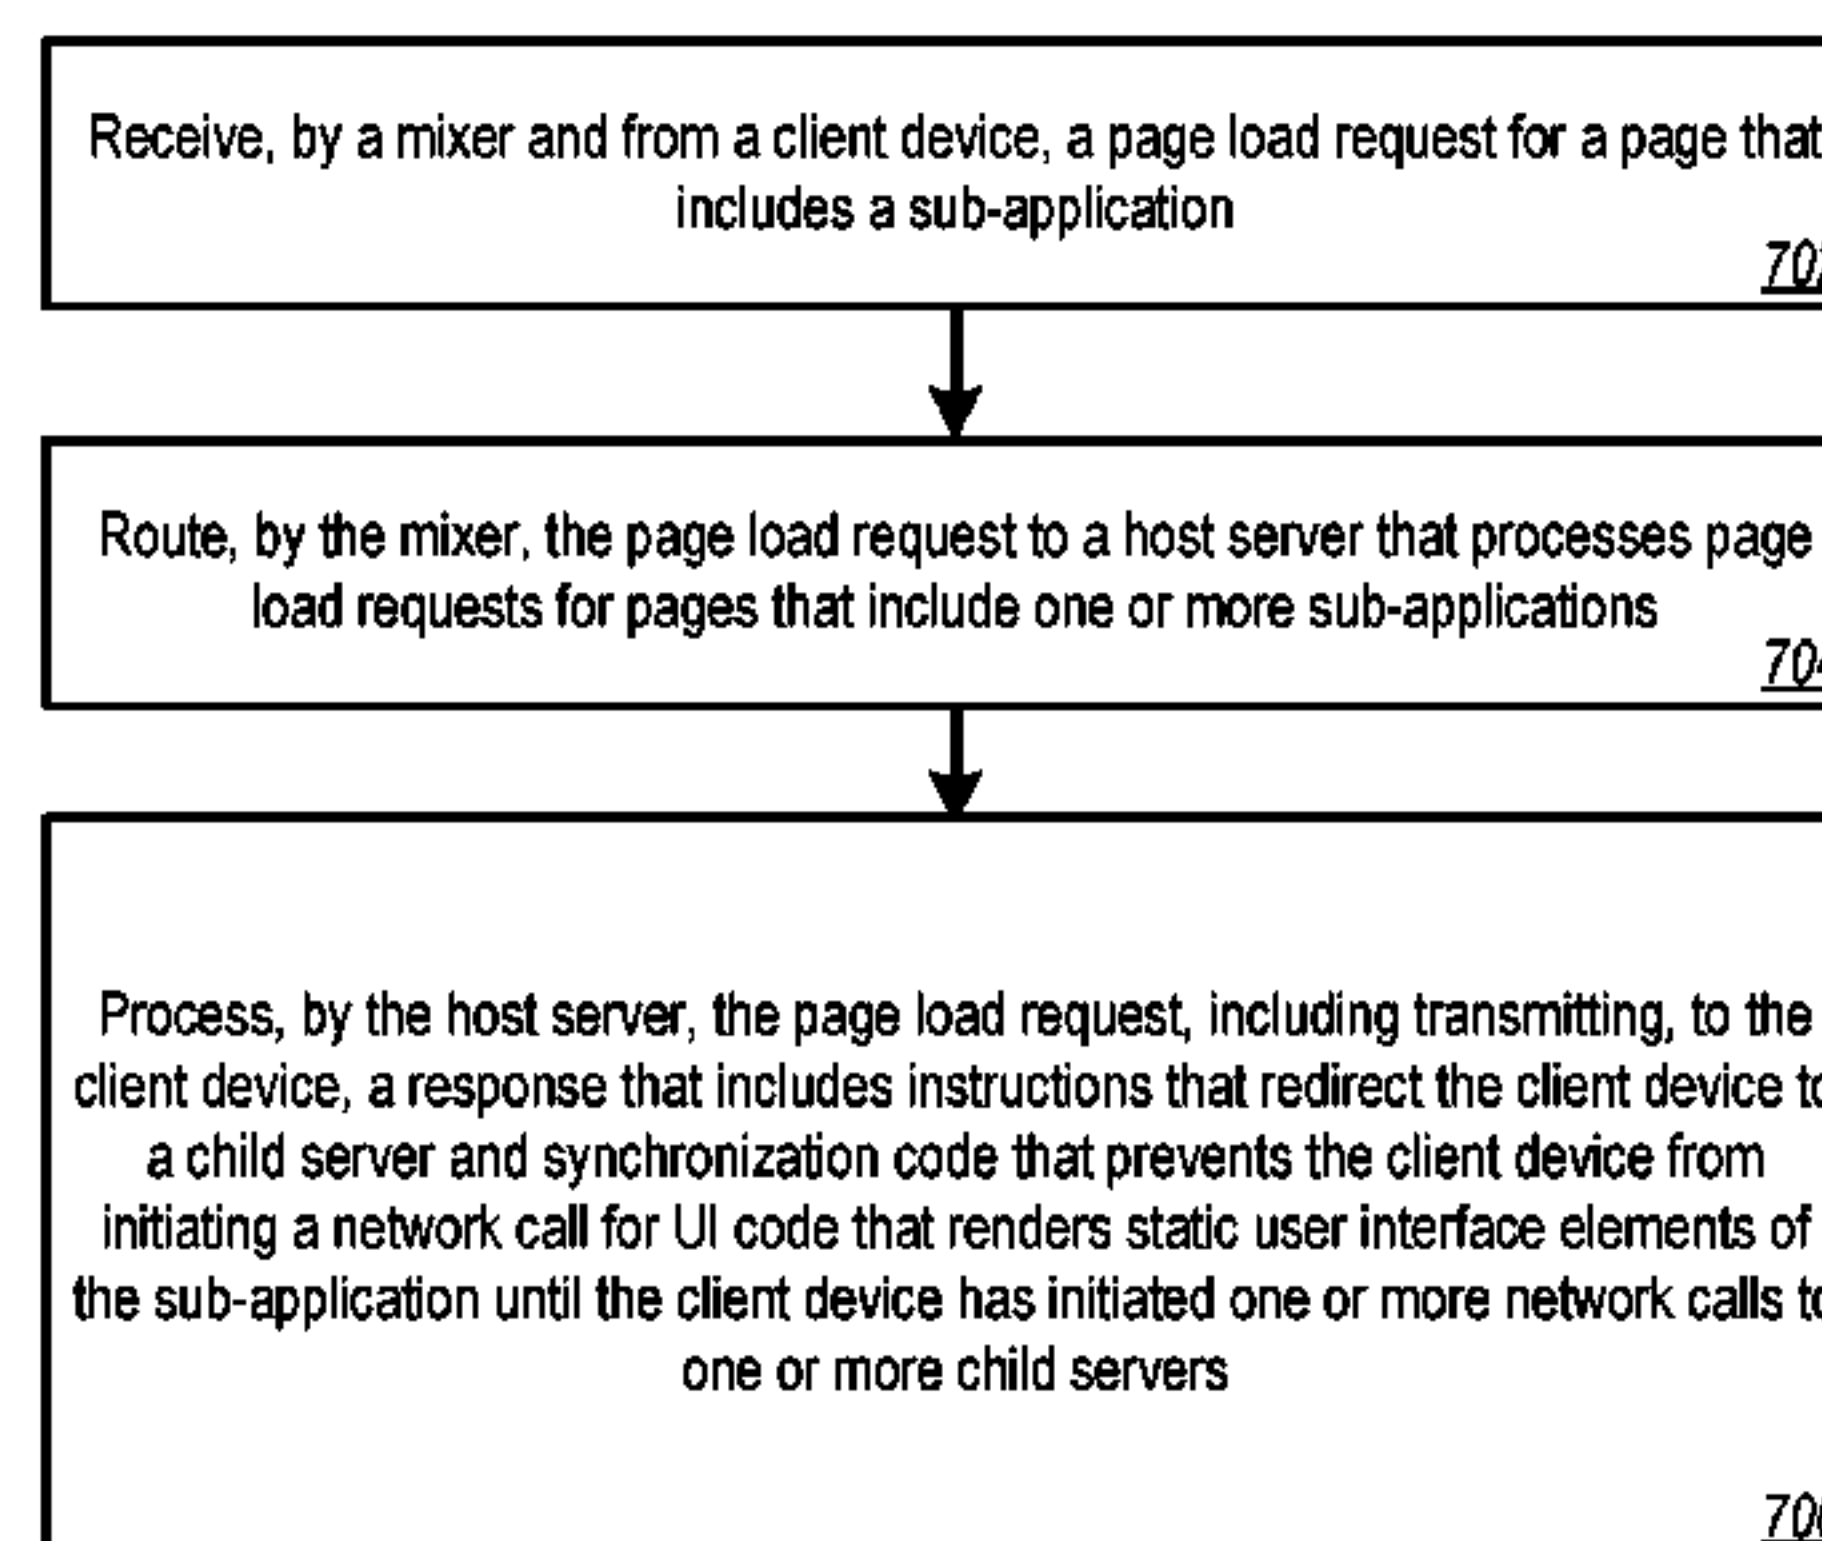 Receive, by a mixer and from a client device, a page load request for a page that
includes a sub-application
702
Route, by the mixer, the page load request to a host server that processes page
load requests for pages that include one or more sub-applications
704
Process, by the host server, the page load request, including transmitting, to the
client device, a response that includes instructions that redirect the client device to
a child server and synchronization code that prevents the client device from
initiating a network call for UI code that renders static user interface elements of
the sub-application until the client device has initiated one or more network calls to
one or more child servers
706